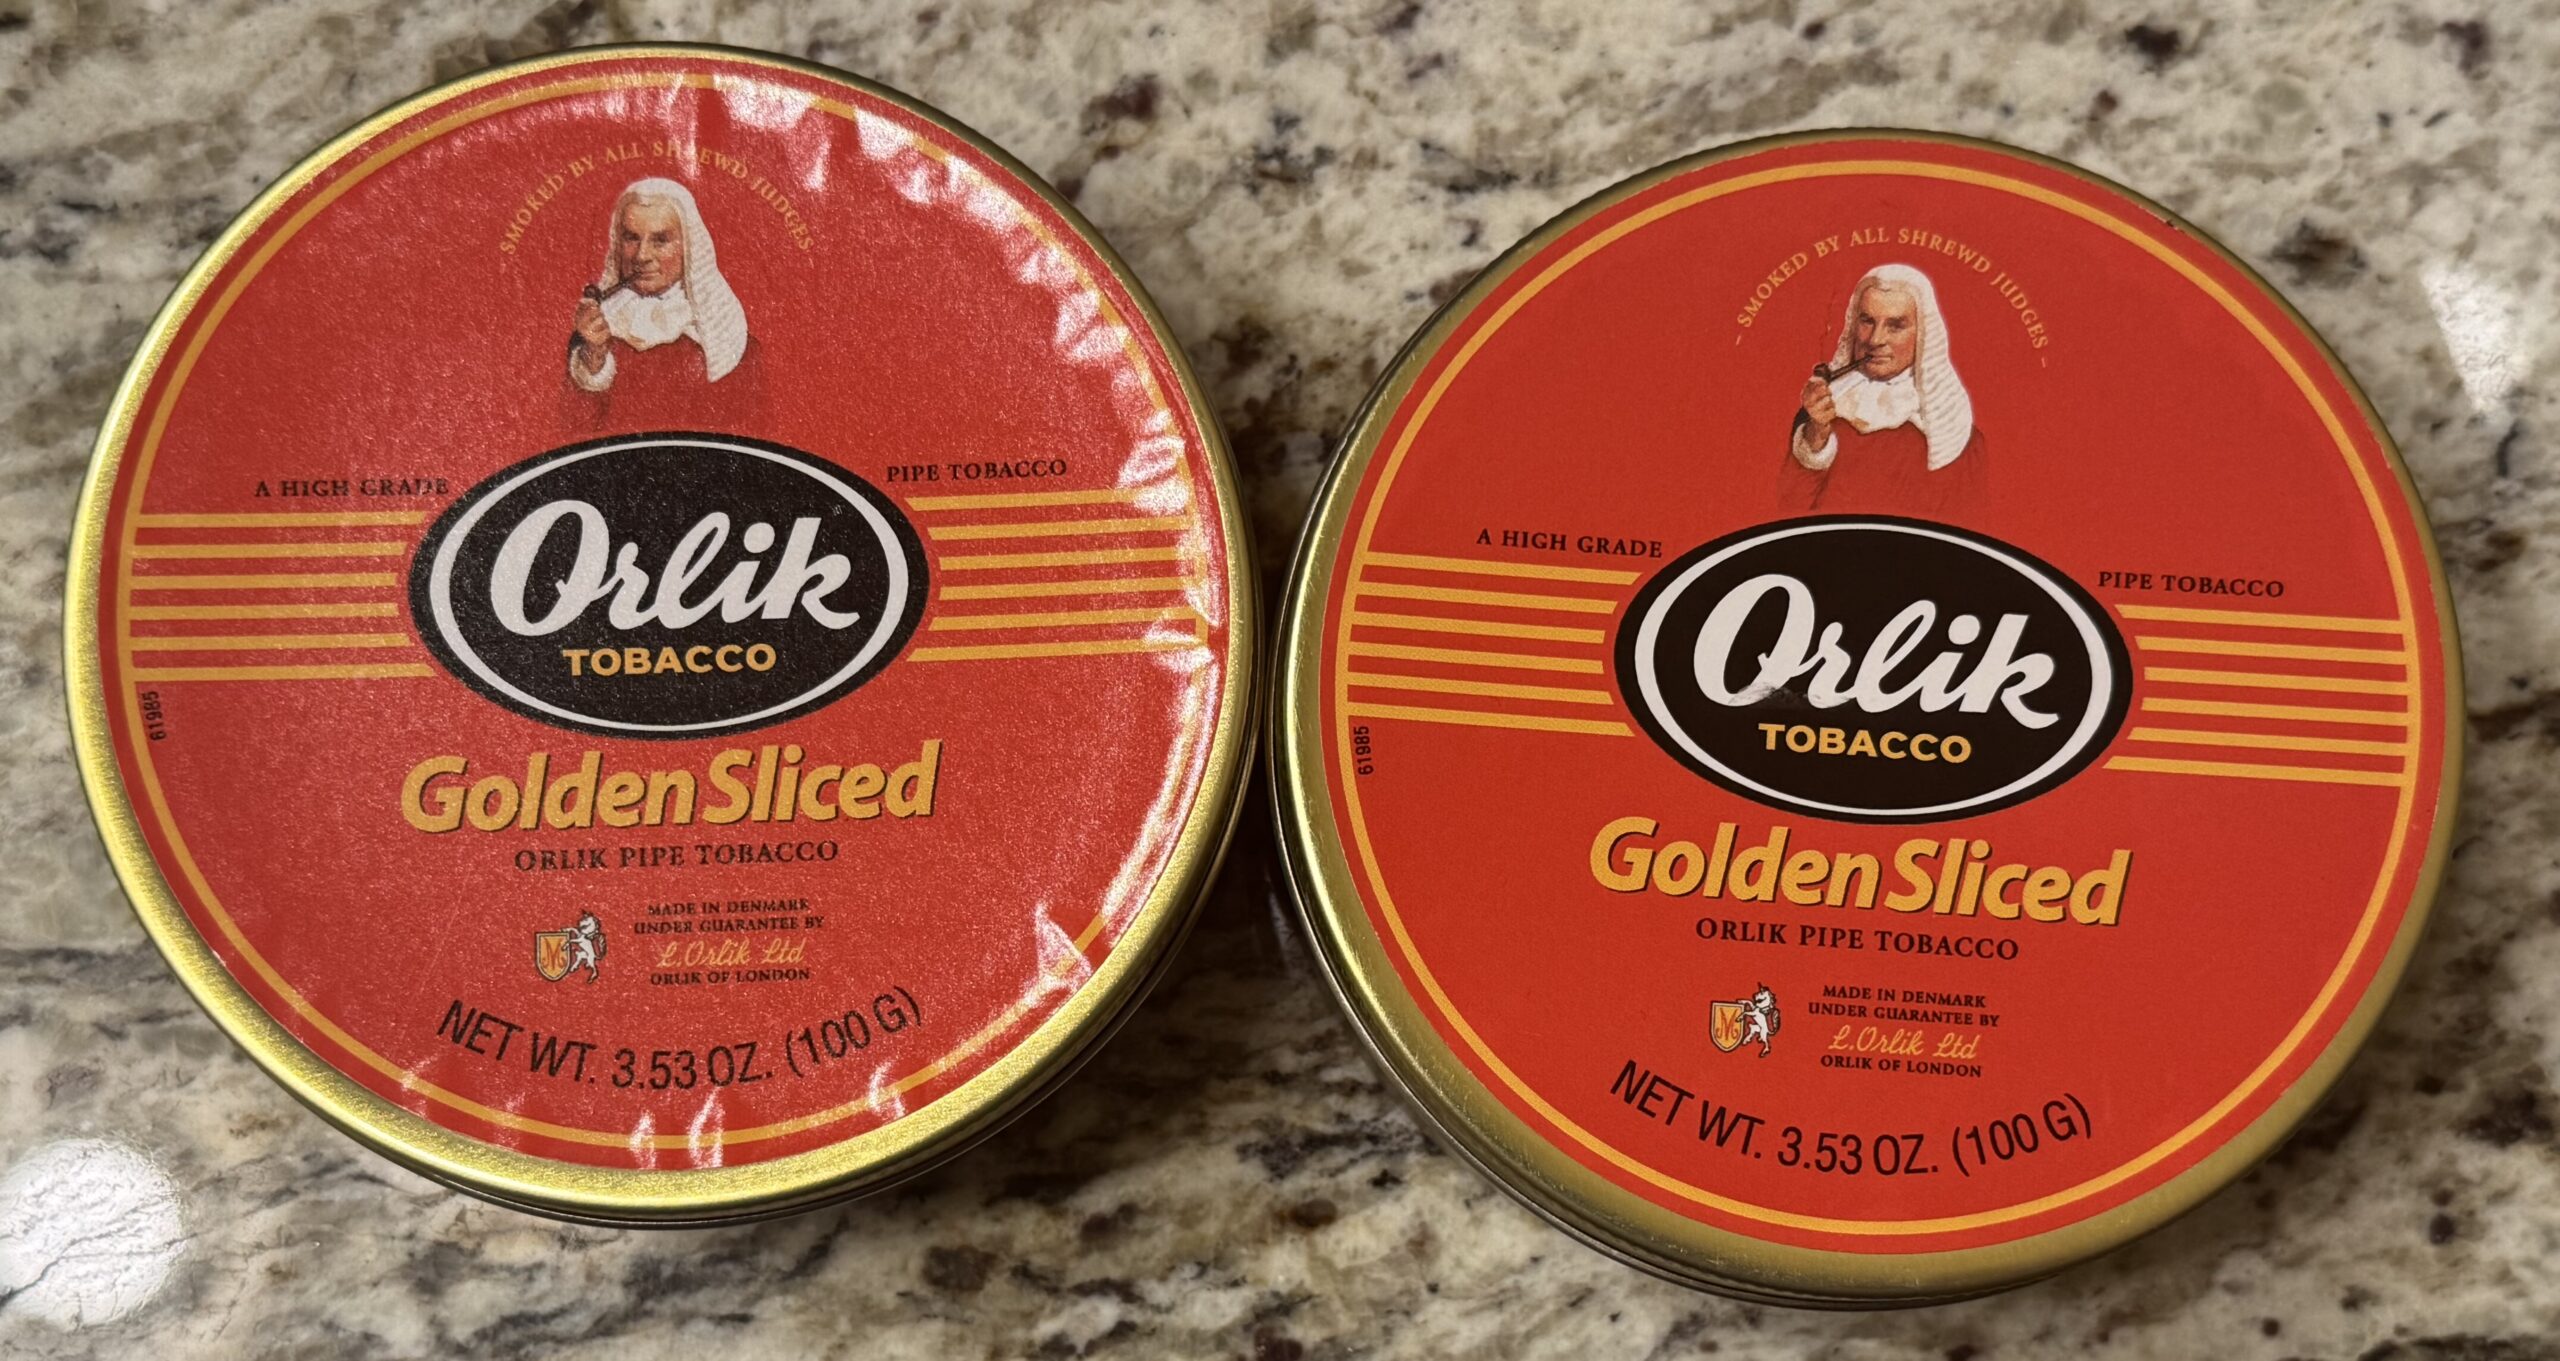 SMOKED BY ALL SHREWD JUDGES
A HIGH GRADE
PIPE TOBACCO
Orlik
TOBACCO
61985
Golden Sliced
ORLIK PIPE TOBACCO
MADE IN DENMARK
UNDER GUARANTEE BY
L.Orlik Ltd
ORLIK OF LONDON
M
NET WT. 3.53 OZ. (100 G)
- SMOKED BY ALL SHREWD JUDGES -
A HIGH GRADE
PIPE TOBACCO
Orlik
TOBACCO
61985
Golden Sliced
ORLIK PIPE TOBACCO
MADE IN DENMARK
UNDER GUARANTEE BY
L.Orlik Ltd
ORLIK OF LONDON
M
NET WT. 3.53 OZ. (100 G)